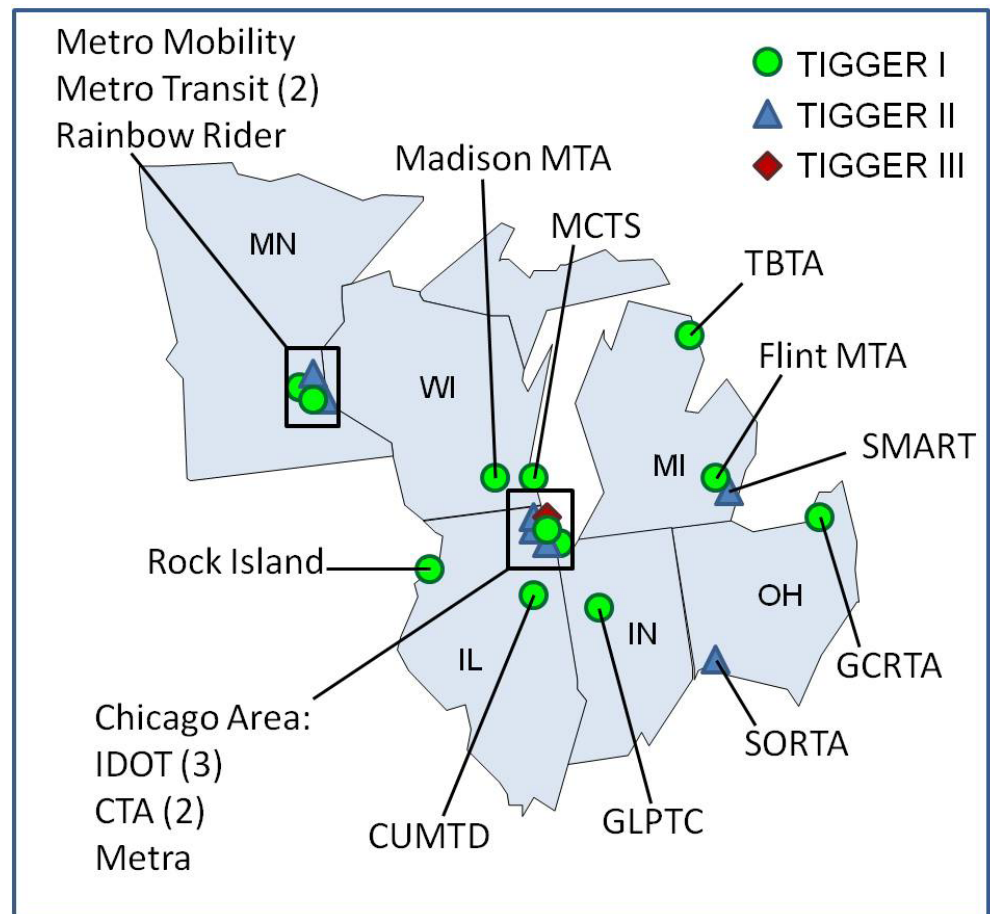 Metro Mobility
Metro Transit (2)
Rainbow Rider
TIGGER I
TIGGER II
TIGGER III
Madison MTA
MCTS
TBTA
Flint MTA
SMART
MN
WI
MI
Rock Island
OH
IN
IL
GCRTA
SORTA
Chicago Area:
IDOT (3)
CTA (2)
Metra
CUMTD
GLPTC